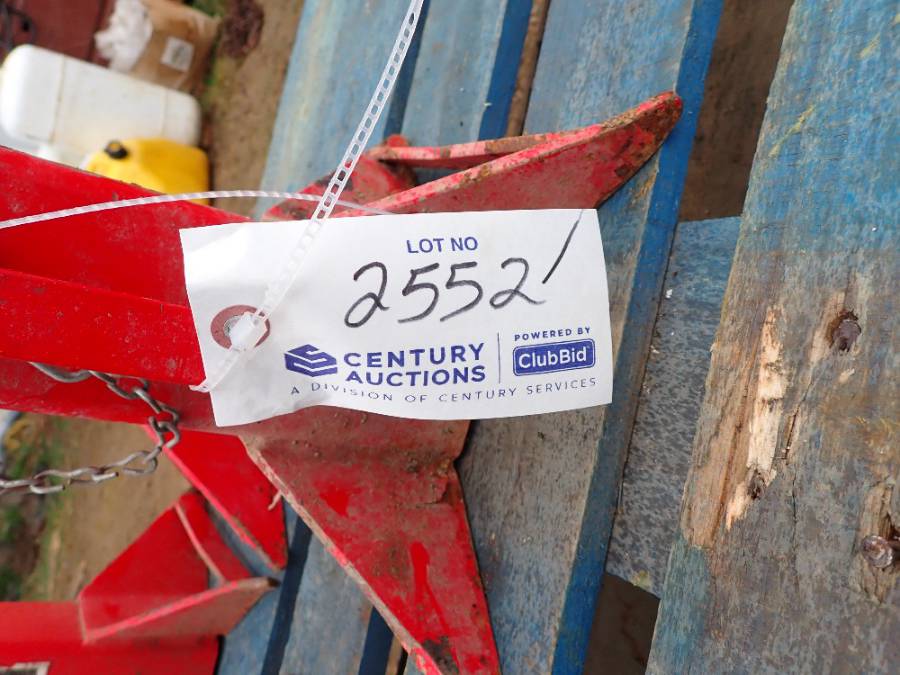 LOT NO
2552
CENTURY AUCTIONS
A DIVISION OF CENTURY SERVICES
POWERED BY
ClubBid